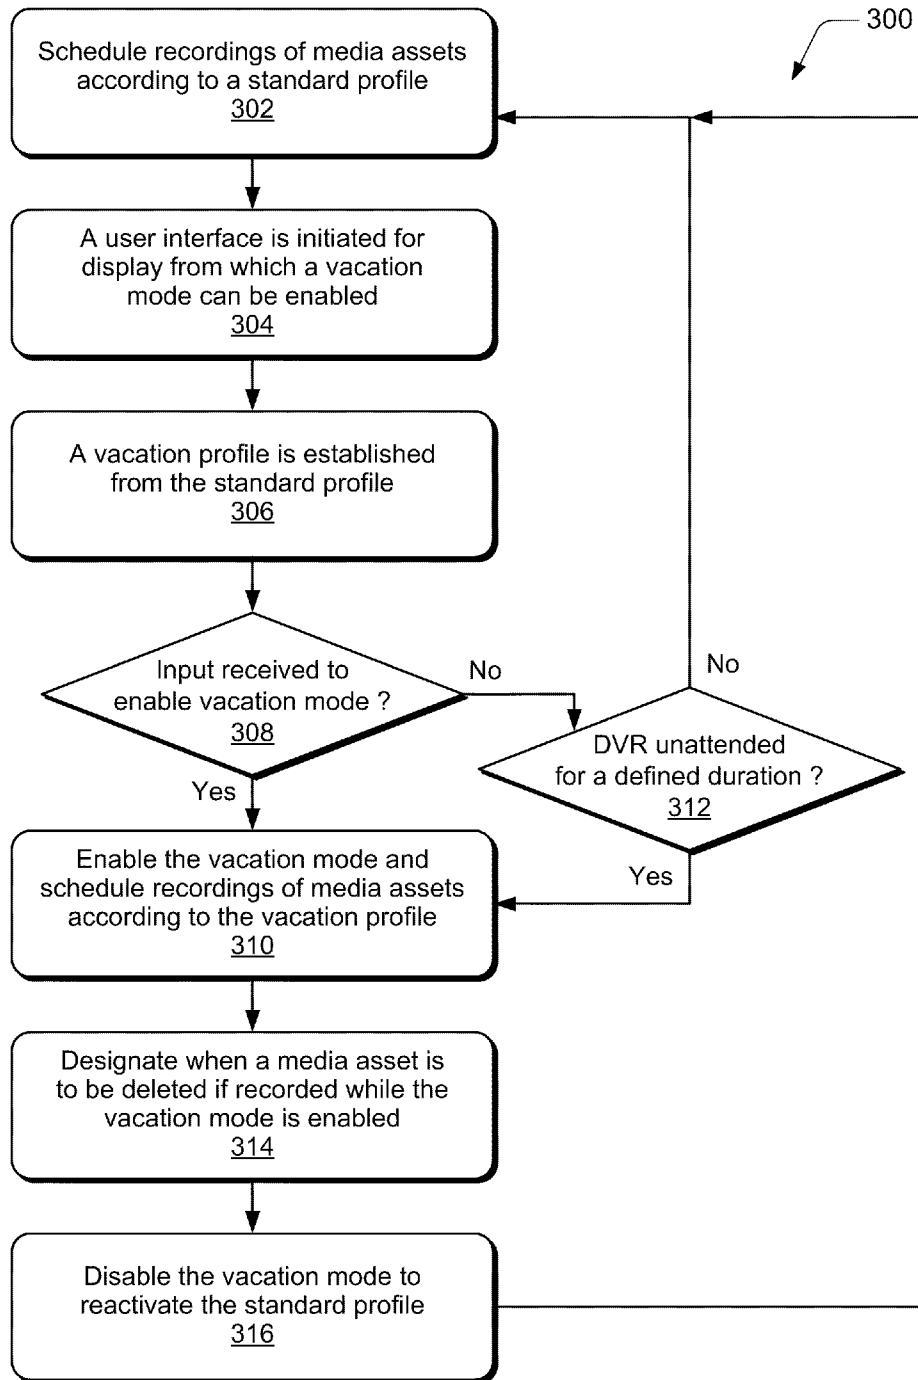 300
Schedule recordings of media assets
according to a standard profile
302
A user interface is initiated for
display from which a vacation
mode can be enabled
304
A vacation profile is established
from the standard profile
306
Input received to
enable vacation mode ?
308
No
Yes
DVR unattended
for a defined duration ?
312
No
Yes
Enable the vacation mode and
schedule recordings of media assets
according to the vacation profile
310
Designate when a media asset is
to be deleted if recorded while the
vacation mode is enabled
314
Disable the vacation mode to
reactivate the standard profile
316